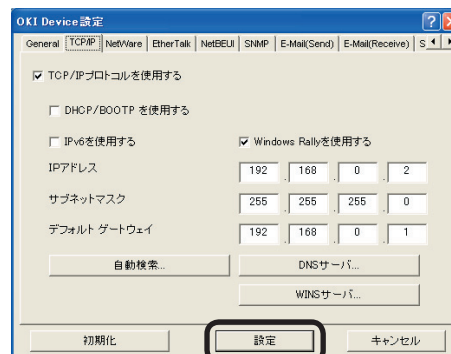 OKI Device設定
General TCP/IP NetWare EtherTalk NetBEUI SNMP E-Mail(Send) E-Mail(Receive) S
TCP/IPプロトコルを使用する
DHCP/BOOTP を使用する
IPv6を使用する Windows Rallyを使用する
IPアドレス 192 . 168 . 0 . 2
サブネットマスク 255 . 255 . 255 . 0
デフォルト ゲートウェイ 192 . 168 . 0 . 1
自動検索... DNSサーバ...
WINSサーバ...
初期化 設定 キャンセル